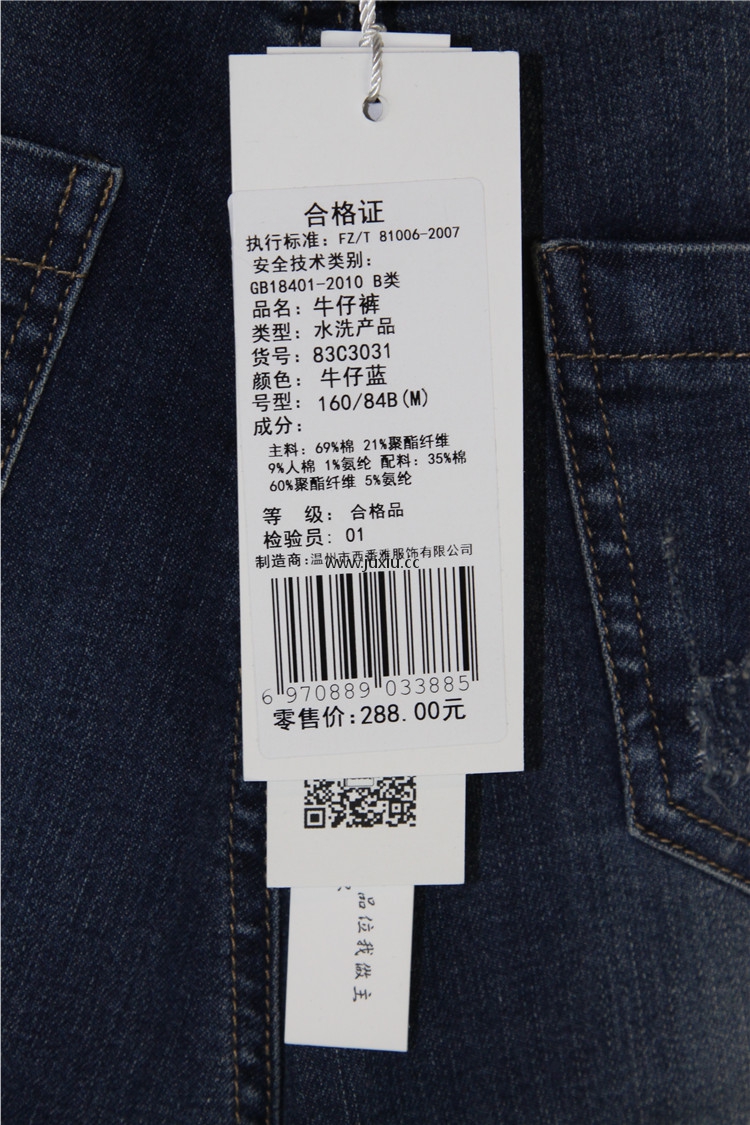 合格证
执行标准: FZ/T 81006-2007
安全技术类别:
GB18401-2010 B类
品名: 牛仔裤
类型: 水洗产品
货号: 83C3031
颜色: 牛仔蓝
号型: 160/84B(M)
成分:
主料: 69%棉 21%聚酯纤维
9%人棉 1%氨纶 配料: 35%棉
60%聚酯纤维 5%氨纶
等 级: 合格品
检验员: 01
制造商:温州市西番雅服饰有限公司
www.juxiu.cc
6 970889 033885
零售价:288.00元
品位我做主